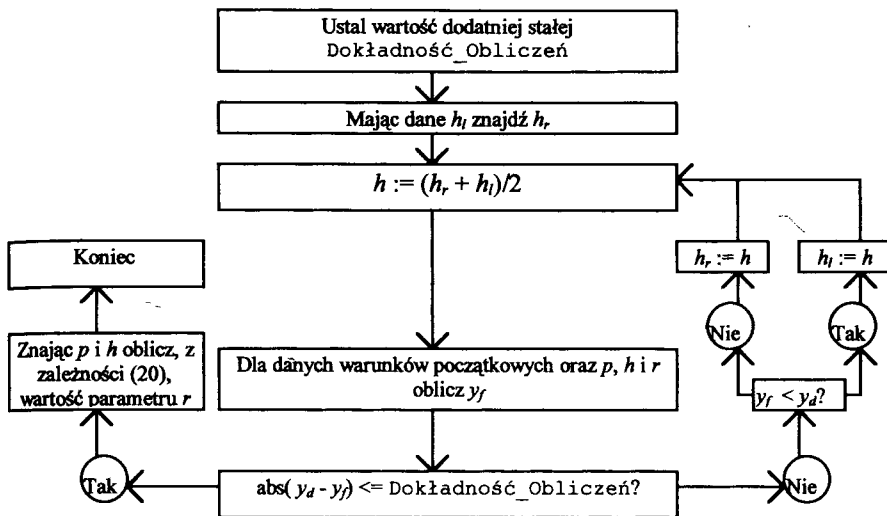 Ustal wartość dodatniej stałej
Dokładność_Obliczeń
Mając dane h_l znajdź h_r
h := (h_r + h_l)/2
Koniec
h_r := h
h_l := h
Nie
Tak
Znając p i h oblicz, z
zależności (20),
wartość parametru r
Dla danych warunków początkowych oraz p, h i r
oblicz y_f
y_f < y_d?
Tak
abs( y_d - y_f) <= Dokładność_Obliczeń?
Nie